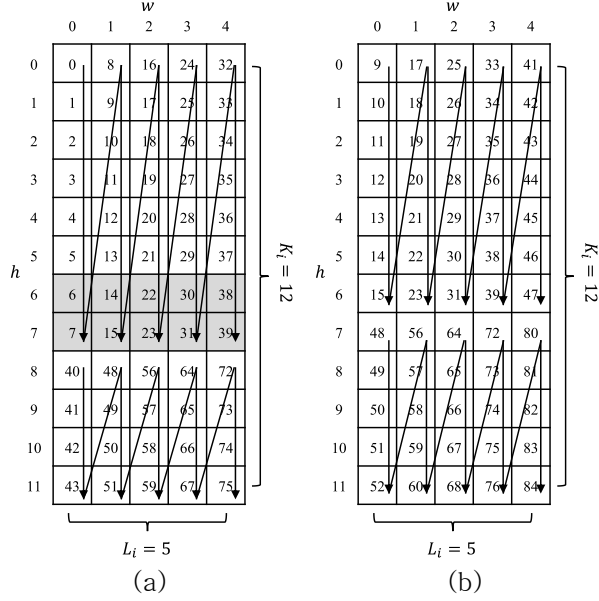 w
0 1 2 3 4
0 0 8 16 24 32
1 1 9 17 25 33
2 2 10 18 26 34
3 3 11 19 27 35
4 4 12 20 28 36
5 5 13 21 29 37
h
6 6 14 22 30 38
7 7 15 23 31 39
8 40 48 56 64 72
9 41 49 57 65 73
10 42 50 58 66 74
11 43 51 59 67 75
K_i = 12
L_i = 5
(a)
w
0 1 2 3 4
0 9 17 25 33 41
1 10 18 26 34 42
2 11 19 27 35 43
3 12 20 28 36 44
4 13 21 29 37 45
5 14 22 30 38 46
h
6 15 23 31 39 47
7 48 56 64 72 80
8 49 57 65 73 81
9 50 58 66 74 82
10 51 59 67 75 83
11 52 60 68 76 84
K_i = 12
L_i = 5
(b)